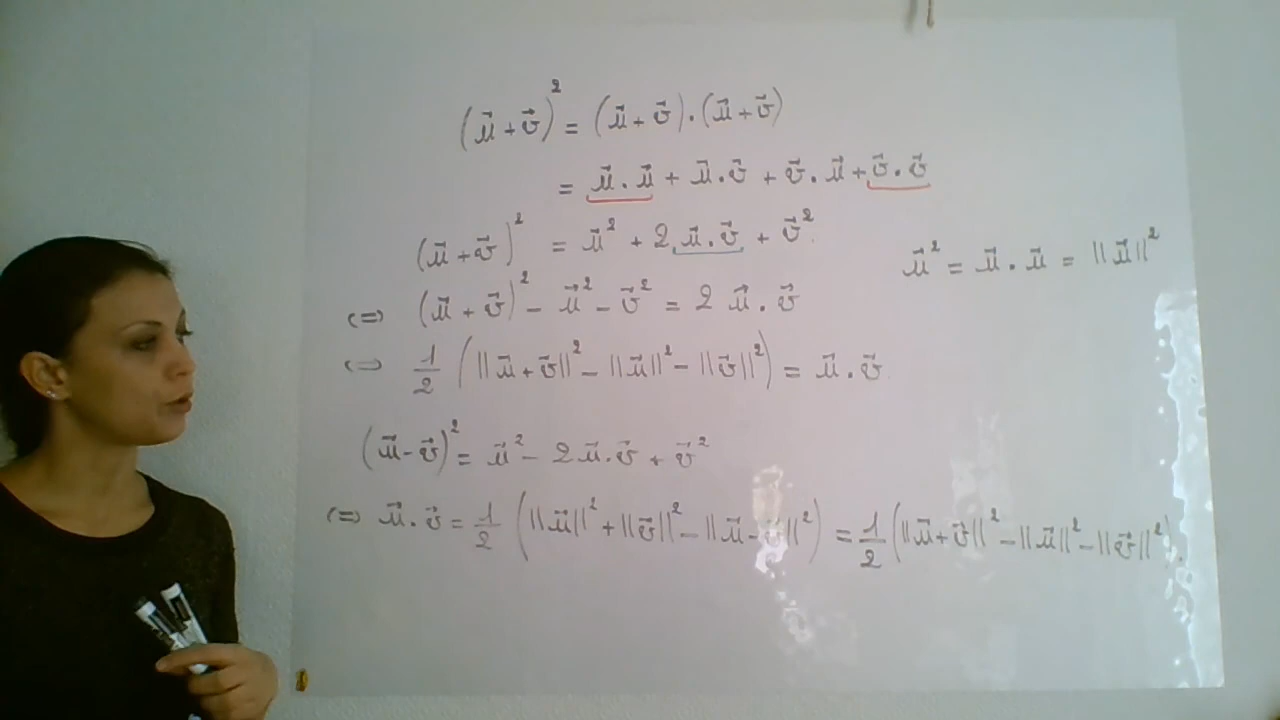 (u⃗ + v⃗)² = (u⃗ + v⃗).(u⃗ + v⃗)
= u⃗.u⃗ + u⃗.v⃗ + v⃗.u⃗ + v⃗.v⃗
(u⃗ + v⃗)² = u⃗² + 2 u⃗.v⃗ + v⃗²
u⃗² = u⃗.u⃗ = ||u⃗||²
⇔ (u⃗ + v⃗)² - u⃗² - v⃗² = 2 u⃗.v⃗
⇔ 1/2 (||u⃗ + v⃗||² - ||u⃗||² - ||v⃗||²) = u⃗.v⃗
(u⃗ - v⃗)² = u⃗² - 2 u⃗.v⃗ + v⃗²
⇔ u⃗.v⃗ = 1/2 (||u⃗||² + ||v⃗||² - ||u⃗ - v⃗||²) = 1/2 (||u⃗ + v⃗||² - ||u⃗||² - ||v⃗||²).